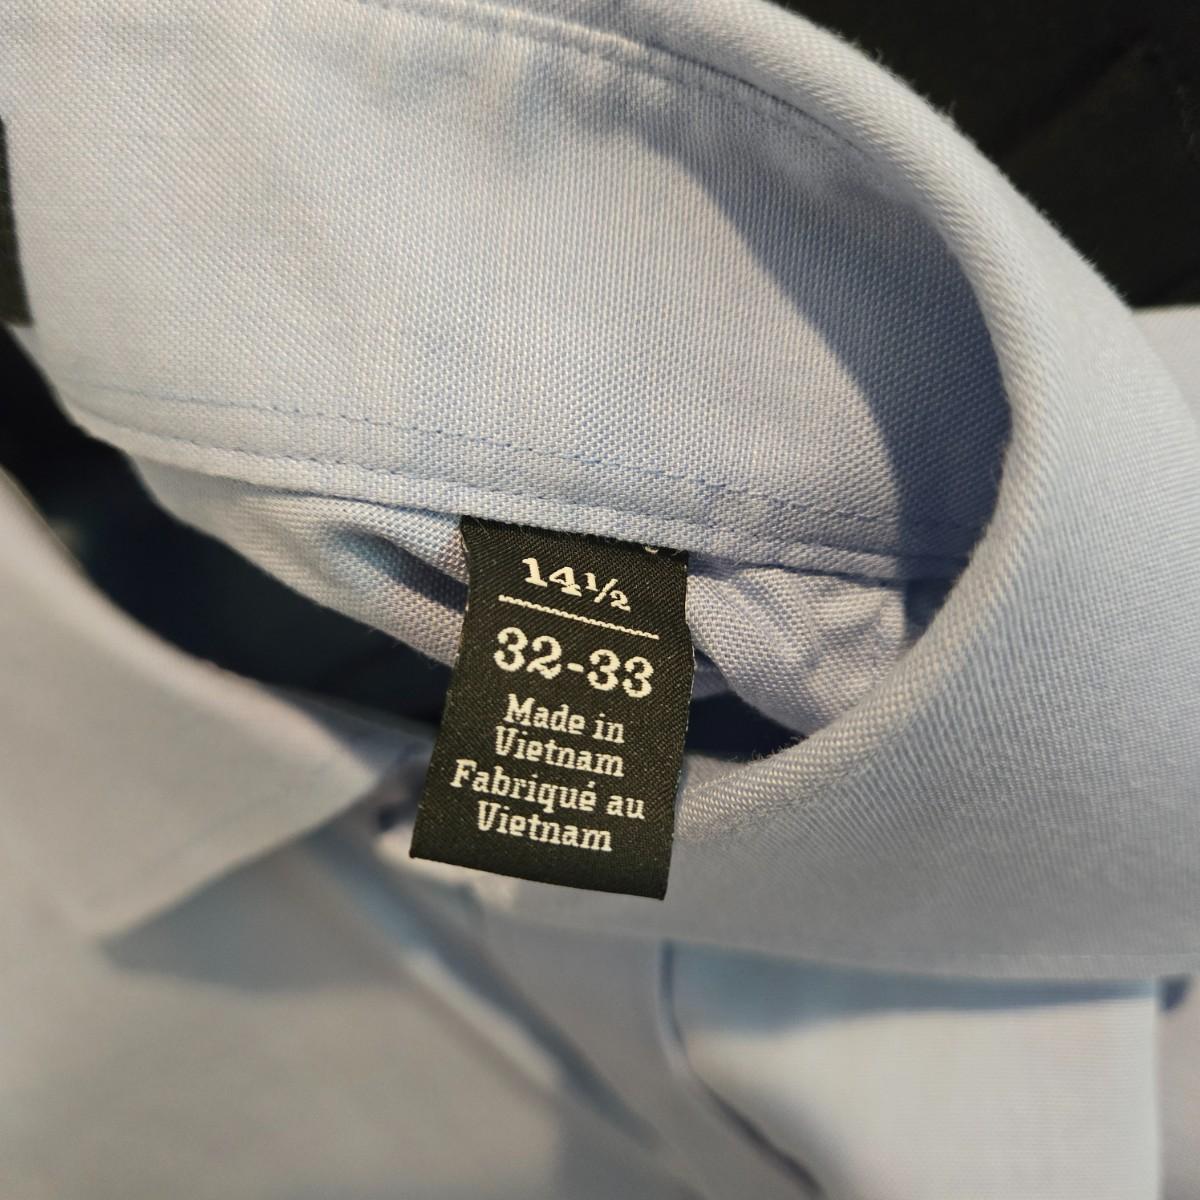 14½
32-33
Made in
Vietnam
Fabriqué au
Vietnam